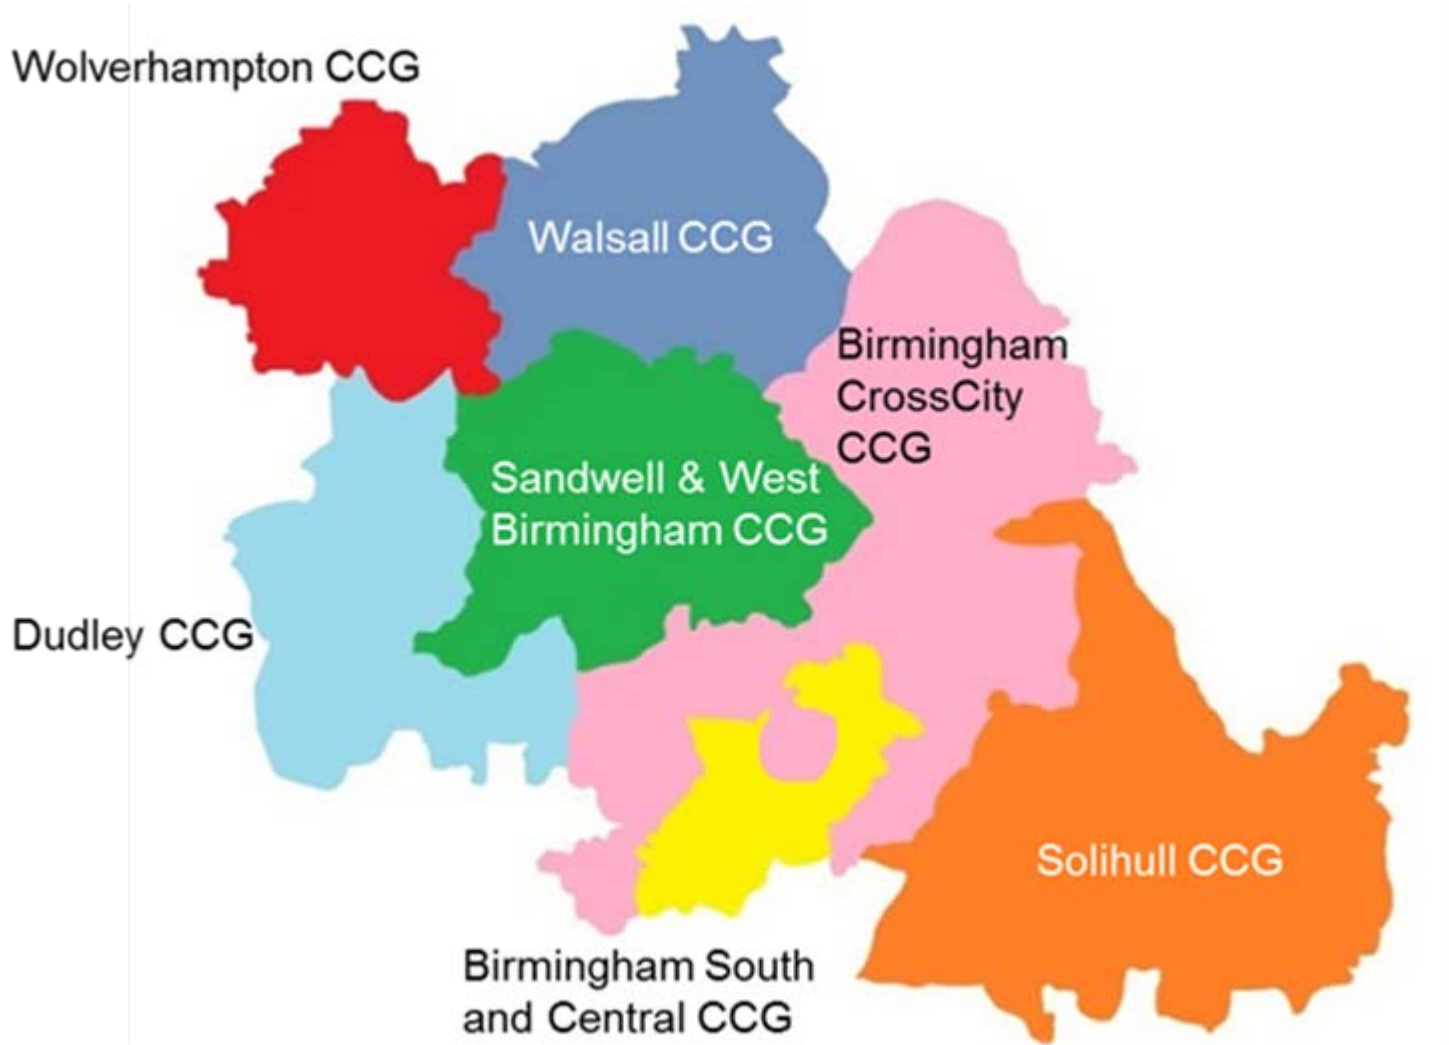 Wolverhampton CCG
Walsall CCG
Birmingham
CrossCity
CCG
Sandwell & West
Birmingham CCG
Dudley CCG
Solihull CCG
Birmingham South
and Central CCG